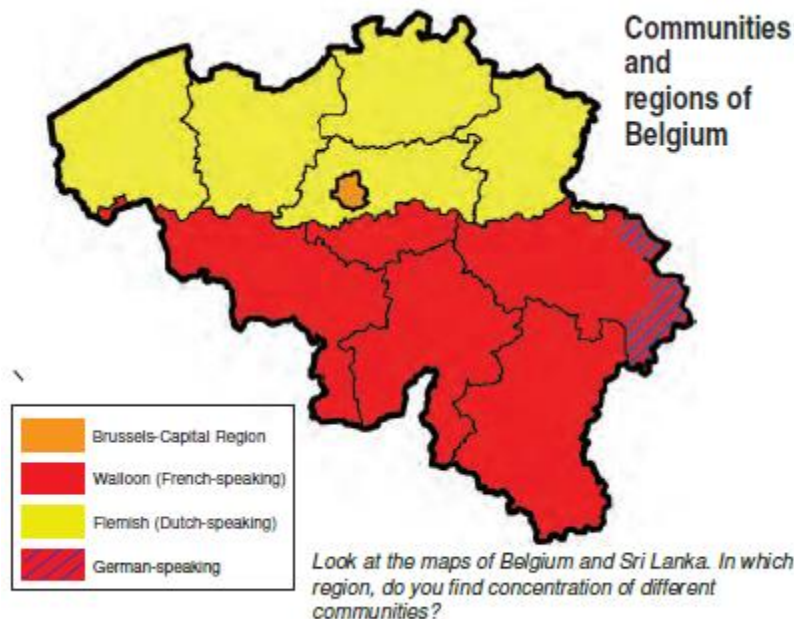 Communities
and
regions of
Belgium
Brussels-Capital Region
Walloon (French-speaking)
Flemish (Dutch-speaking)
German-speaking
Look at the maps of Belgium and Sri Lanka. In which
region, do you find concentration of different
communities?